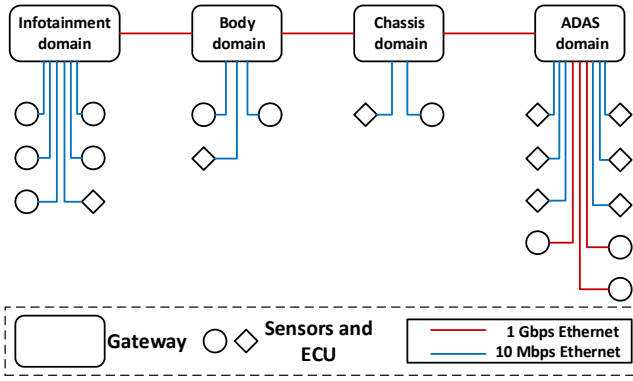 Infotainment
domain
Body
domain
Chassis
domain
ADAS
domain
Gateway
Sensors and
ECU
1 Gbps Ethernet
10 Mbps Ethernet